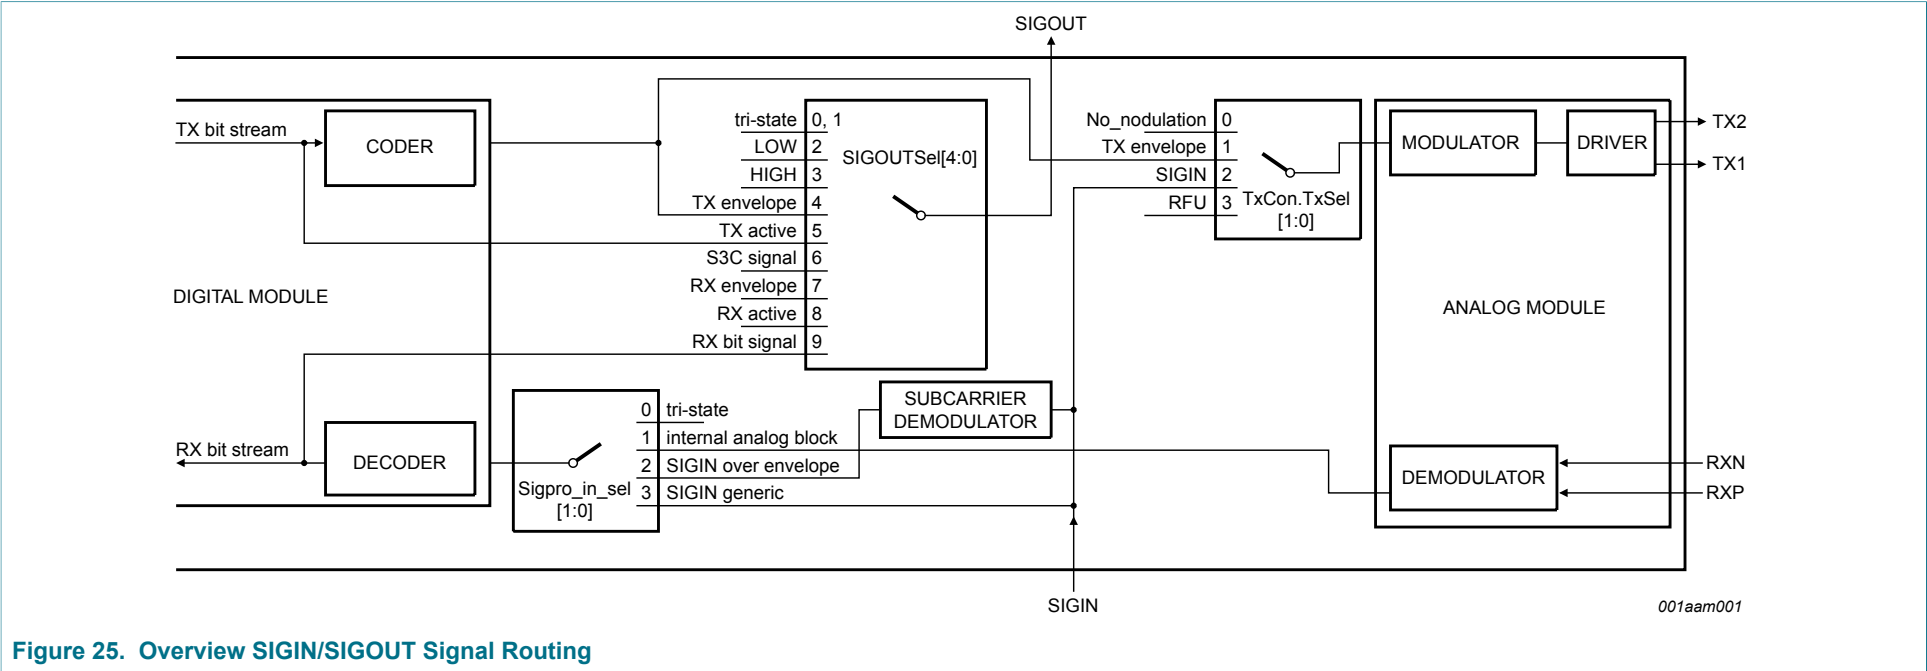 SIGOUT
TX bit stream
CODER
tri-state 0, 1
LOW 2
HIGH 3
TX envelope 4
TX active 5
S3C signal 6
RX envelope 7
RX active 8
RX bit signal 9
SIGOUTSel[4:0]
No_nodulation 0
TX envelope 1
SIGIN 2
RFU 3
TxCon.TxSel
[1:0]
MODULATOR
DRIVER
TX2
TX1
DIGITAL MODULE
ANALOG MODULE
RX bit stream
DECODER
0 tri-state
1 internal analog block
2 SIGIN over envelope
3 SIGIN generic
Sigpro_in_sel
[1:0]
SUBCARRIER
DEMODULATOR
DEMODULATOR
RXN
RXP
SIGIN
001aam001
Figure 25. Overview SIGIN/SIGOUT Signal Routing